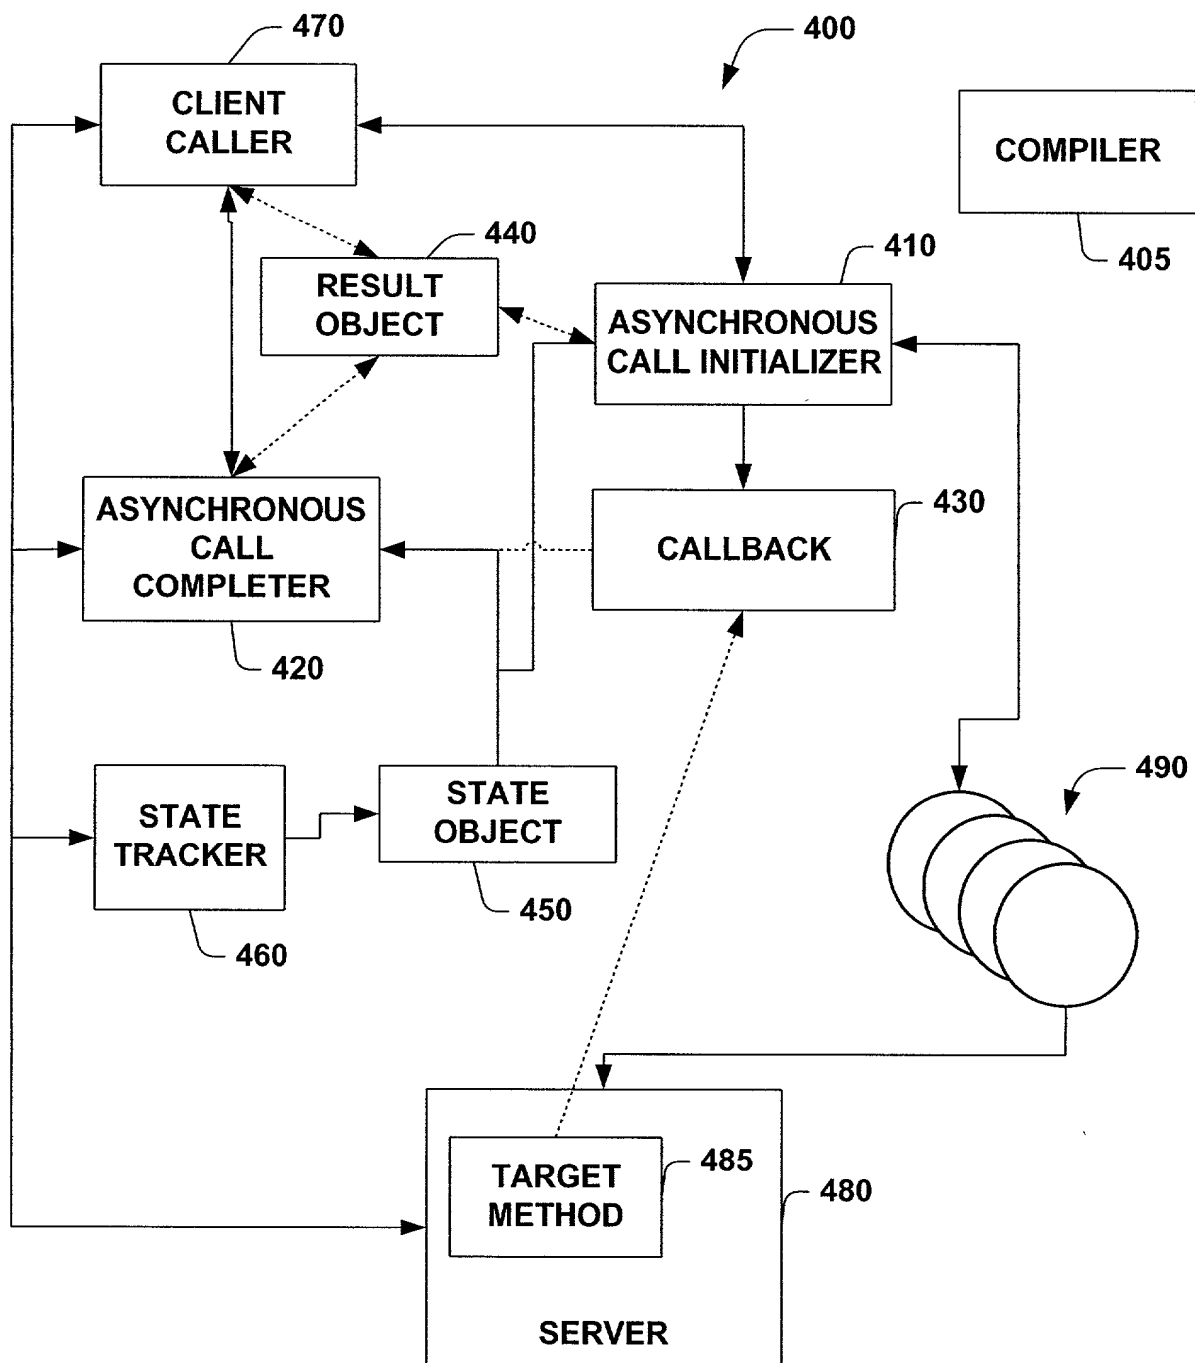 470
400
CLIENT
CALLER
COMPILER
405
440
410
RESULT
OBJECT
ASYNCHRONOUS
CALL INITIALIZER
ASYNCHRONOUS
CALL
COMPLETER
430
CALLBACK
420
490
STATE
TRACKER
STATE
OBJECT
450
460
TARGET
METHOD
485
480
SERVER